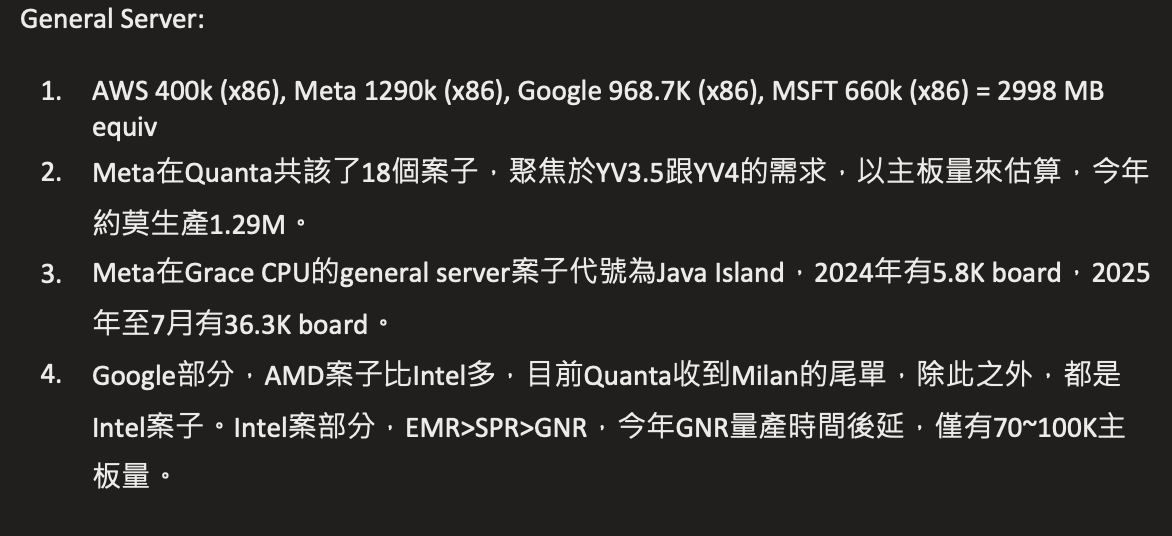 General Server:
1. AWS 400k (x86), Meta 1290k (x86), Google 968.7K (x86), MSFT 660k (x86) = 2998 MB
equiv
2. Meta在Quanta共該了18個案子，聚焦於YV3.5跟YV4的需求，以主板量來估算，今年
約莫生產1.29M。
3. Meta在Grace CPU的general server案子代號為Java Island，2024年有5.8K board，2025
年至7月有36.3K board。
4. Google部分，AMD案子比Intel多，目前Quanta收到Milan的尾單，除此之外，都是
Intel案子。Intel案部分，EMR>SPR>GNR，今年GNR量產時間後延，僅有70~100K主
板量。